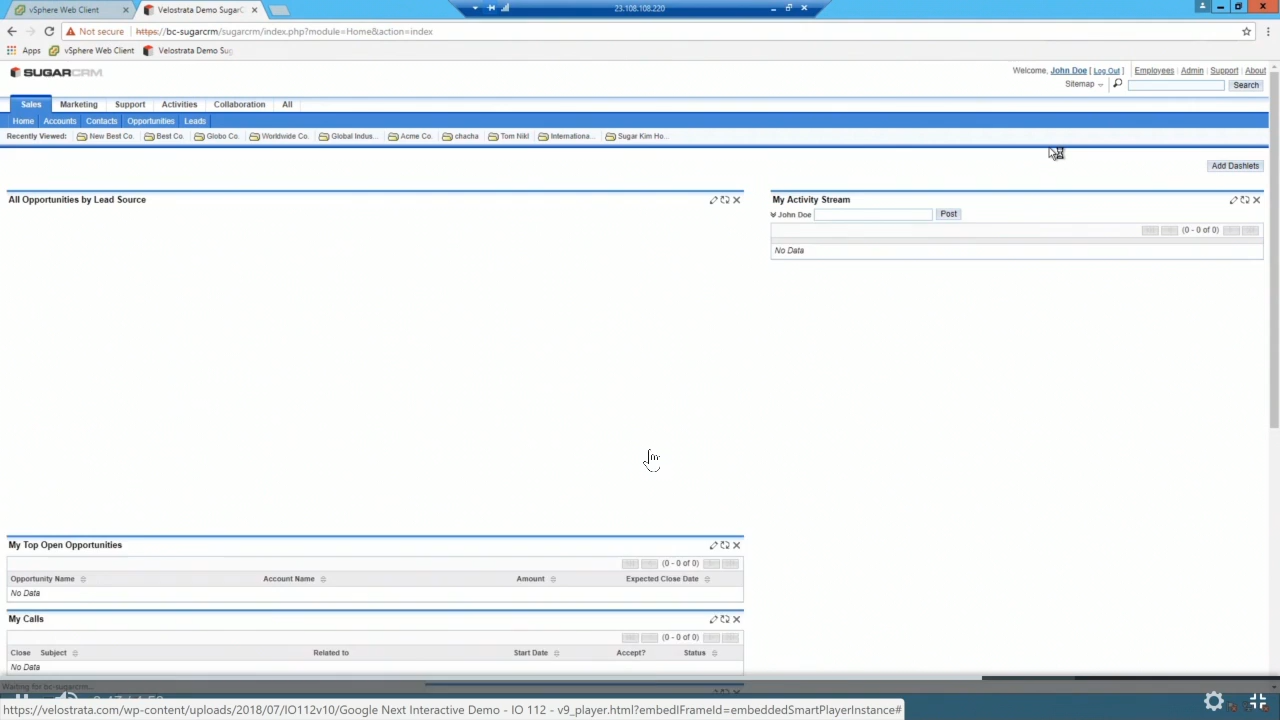 vSphere Web Client
Velostrata Demo SugarC
23.108.108.220
Not secure
https://bc-sugarcrm/sugarcrm/index.php?module=Home&action=index
Apps
vSphere Web Client
Velostrata Demo Sug
SUGARCRM
Welcome, John Doe [ Log Out ] Employees Admin Support About
Sitemap
Search
Sales Marketing Support Activities Collaboration All
Home Accounts Contacts Opportunities Leads
Recently Viewed: New Best Co. Best Co. Globo Co. Worldwide Co. Global Indus... Acme Co. chacha Tom Nikl Internationa... Sugar Kim Ho...
Add Dashlets
All Opportunities by Lead Source
My Activity Stream
John Doe
Post
(0 - 0 of 0)
No Data
My Top Open Opportunities
(0 - 0 of 0)
Opportunity Name Account Name Amount Expected Close Date
No Data
My Calls
(0 - 0 of 0)
Close Subject Related to Start Date Accept? Status
No Data
Waiting for bc-sugarcrm...
https://velostrata.com/wp-content/uploads/2018/07/IO112v10/Google Next Interactive Demo - IO 112 - v6_player.html?embedIFrameId=embeddedSmartPlayerInstance#